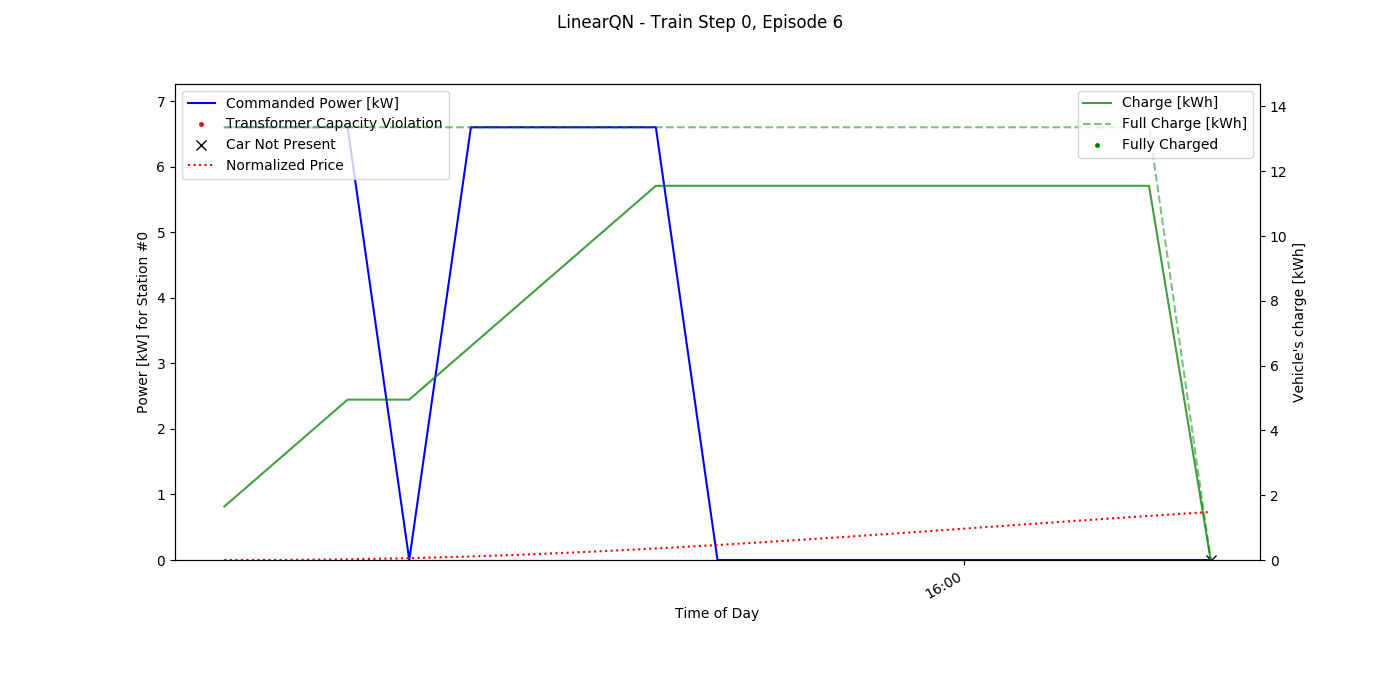 LinearQN - Train Step 0, Episode 6
Commanded Power [kW]
Transformer Capacity Violation
Car Not Present
Normalized Price
Charge [kWh]
Full Charge [kWh]
Fully Charged
Power [kW] for Station #0
7
6
5
4
3
2
1
0
Vehicle's charge [kWh]
14
12
10
8
6
4
2
0
16:00
Time of Day